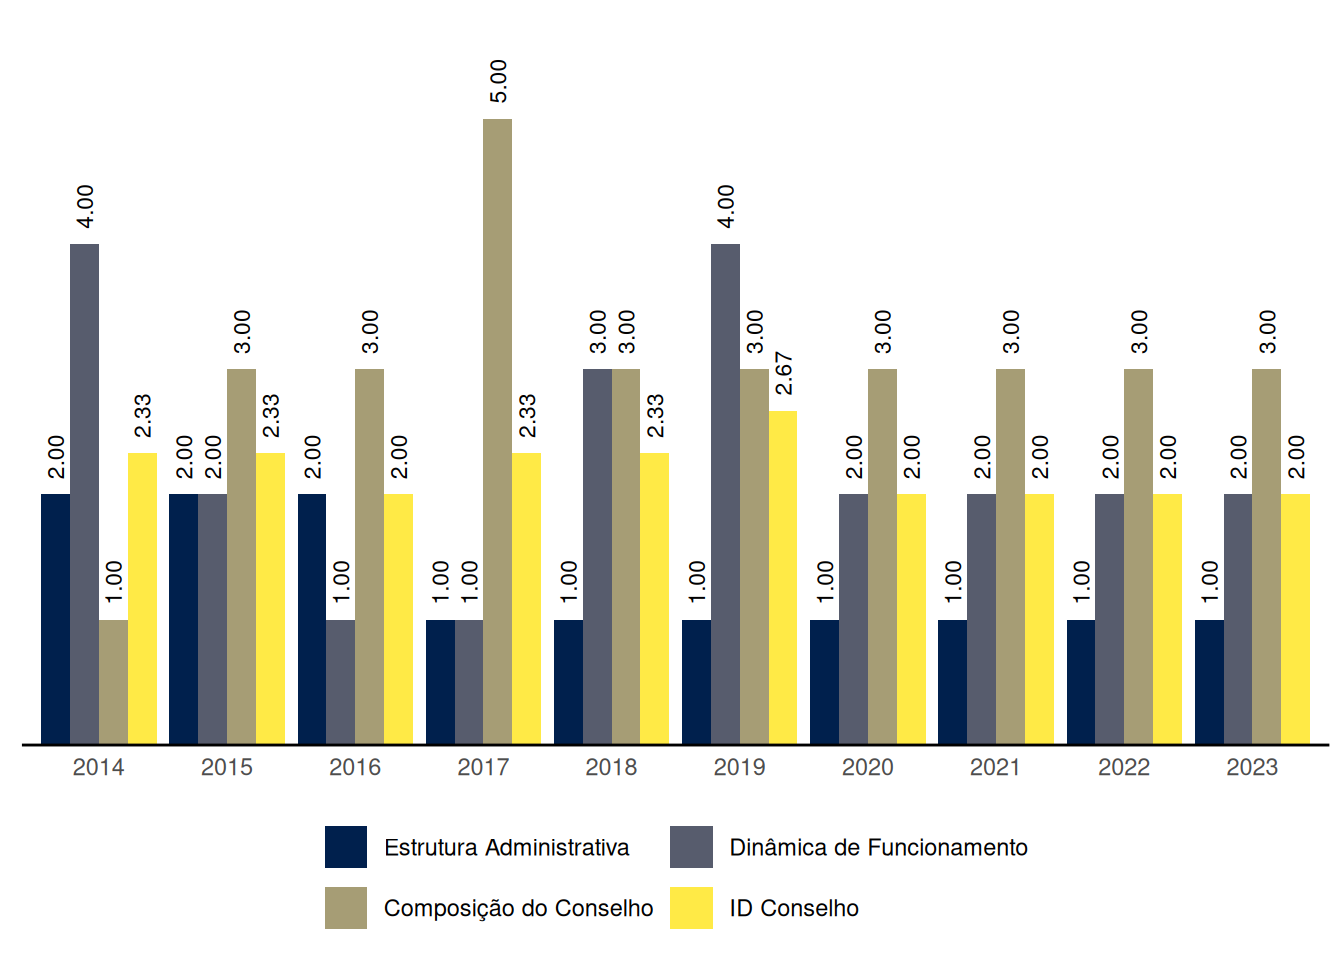 5.00
4.00 4.00
3.00 3.00 3.00 3.00 3.00 3.00 3.00 3.00 3.00
2.67
2.33 2.33 2.33 2.33
2.00 2.00 2.00 2.00 2.00 2.00 2.00 2.00 2.00 2.00 2.00 2.00 2.00
1.00 1.00 1.00 1.00 1.00 1.00 1.00 1.00 1.00 1.00
2014 2015 2016 2017 2018 2019 2020 2021 2022 2023
Estrutura Administrativa Dinâmica de Funcionamento
Composição do Conselho ID Conselho